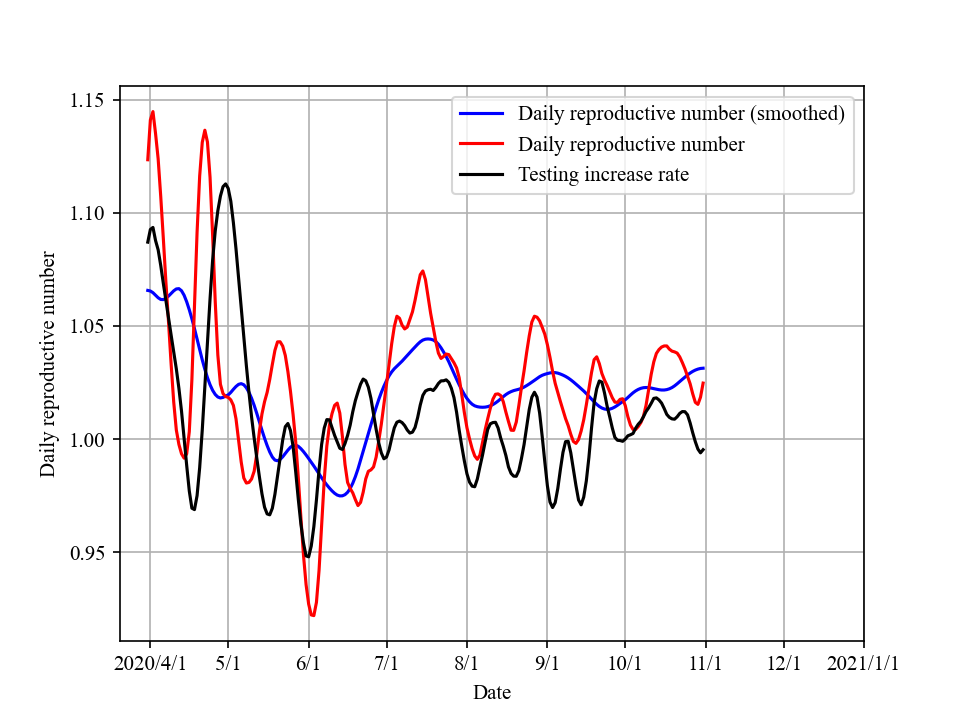 Daily reproductive number (smoothed)
Daily reproductive number
Testing increase rate
Daily reproductive number
1.15
1.10
1.05
1.00
0.95
2020/4/1 5/1 6/1 7/1 8/1 9/1 10/1 11/1 12/1 2021/1/1
Date